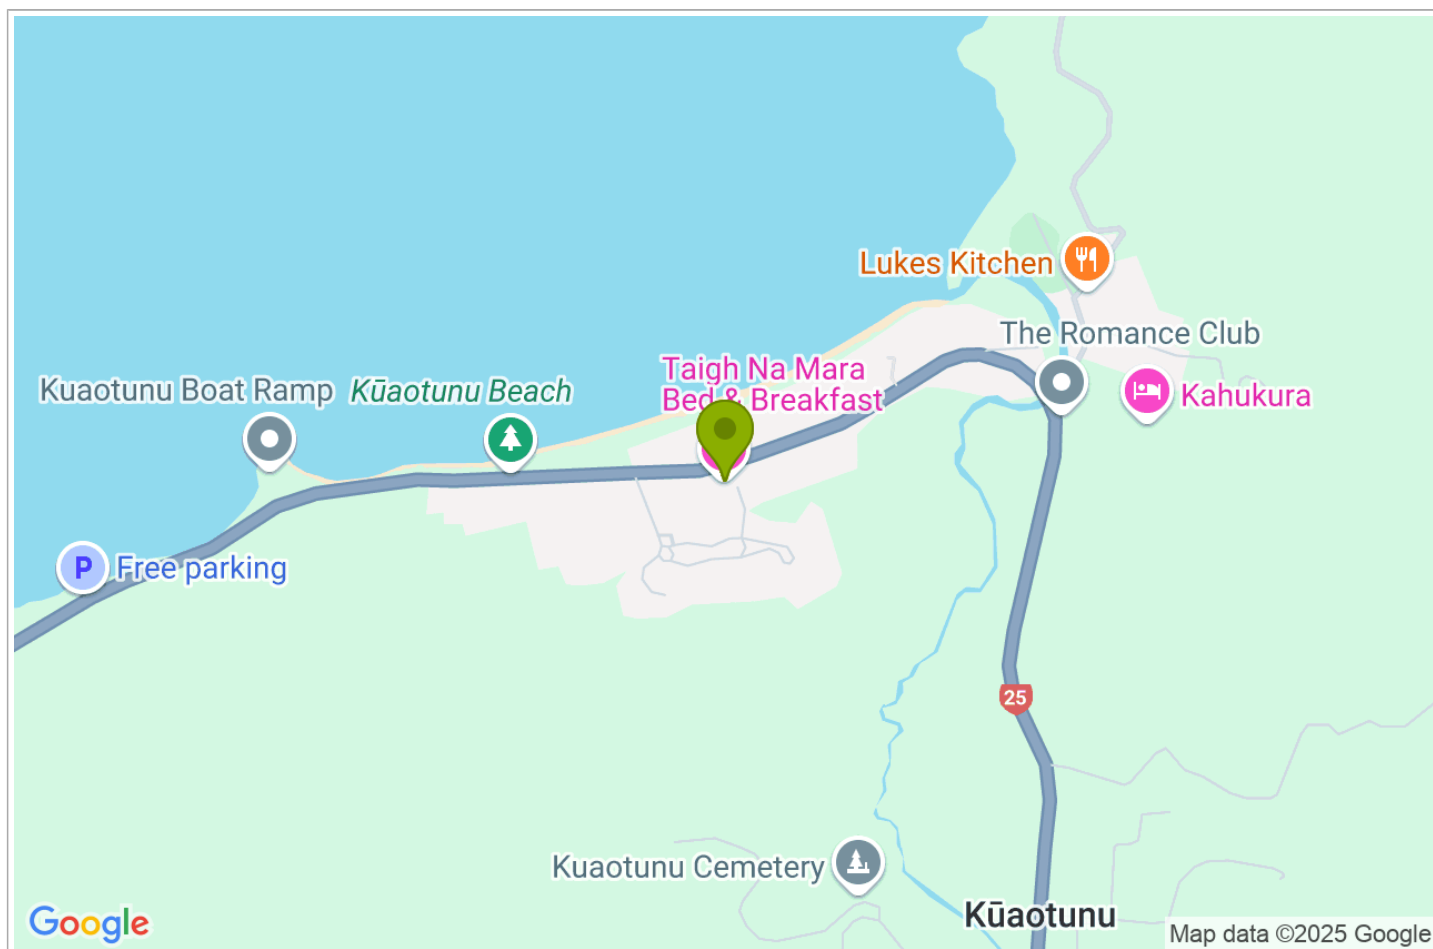 Lukes Kitchen
The Romance Club
Taigh Na Mara
Bed & Breakfast
Kuaotunu Boat Ramp
Kūaotunu Beach
Kahukura
P
Free parking
25
Kuaotunu Cemetery
Kūaotunu
Google
Map data ©2025 Google